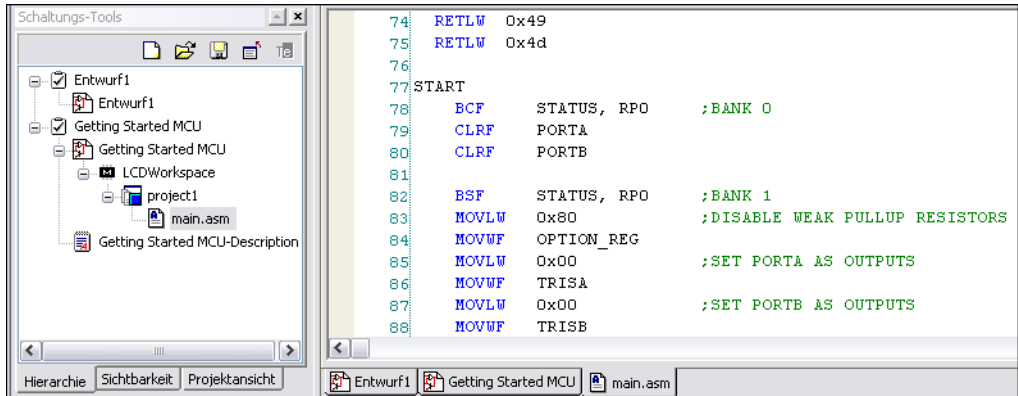 Schaltungs-Tools
Entwurf1
Entwurf1
Getting Started MCU
Getting Started MCU
LCDWorkspace
project1
main.asm
Getting Started MCU-Description
Hierarchie Sichtbarkeit Projektansicht
74 RETLW 0x49
75 RETLW 0x4d
76
77 START
78 BCF STATUS, RP0 ;BANK 0
79 CLRF PORTA
80 CLRF PORTB
81
82 BSF STATUS, RP0 ;BANK 1
83 MOVLW 0x80 ;DISABLE WEAK PULLUP RESISTORS
84 MOVWF OPTION_REG
85 MOVLW 0x00 ;SET PORTA AS OUTPUTS
86 MOVWF TRISA
87 MOVLW 0x00 ;SET PORTB AS OUTPUTS
88 MOVWF TRISB
Entwurf1 Getting Started MCU main.asm